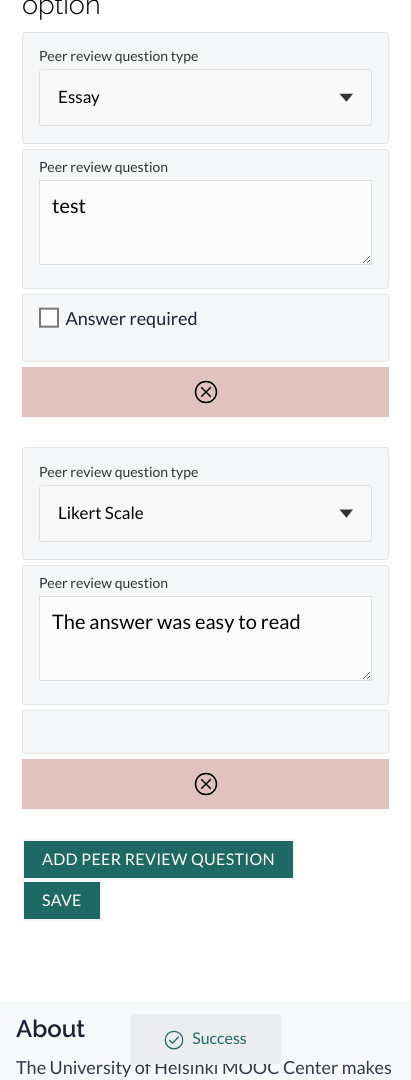 option
Peer review question type
Essay
Peer review question
test
Answer required
Peer review question type
Likert Scale
Peer review question
The answer was easy to read
ADD PEER REVIEW QUESTION
SAVE
About
Success
The University of Helsinki MOOC Center makes